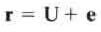 r = U + e